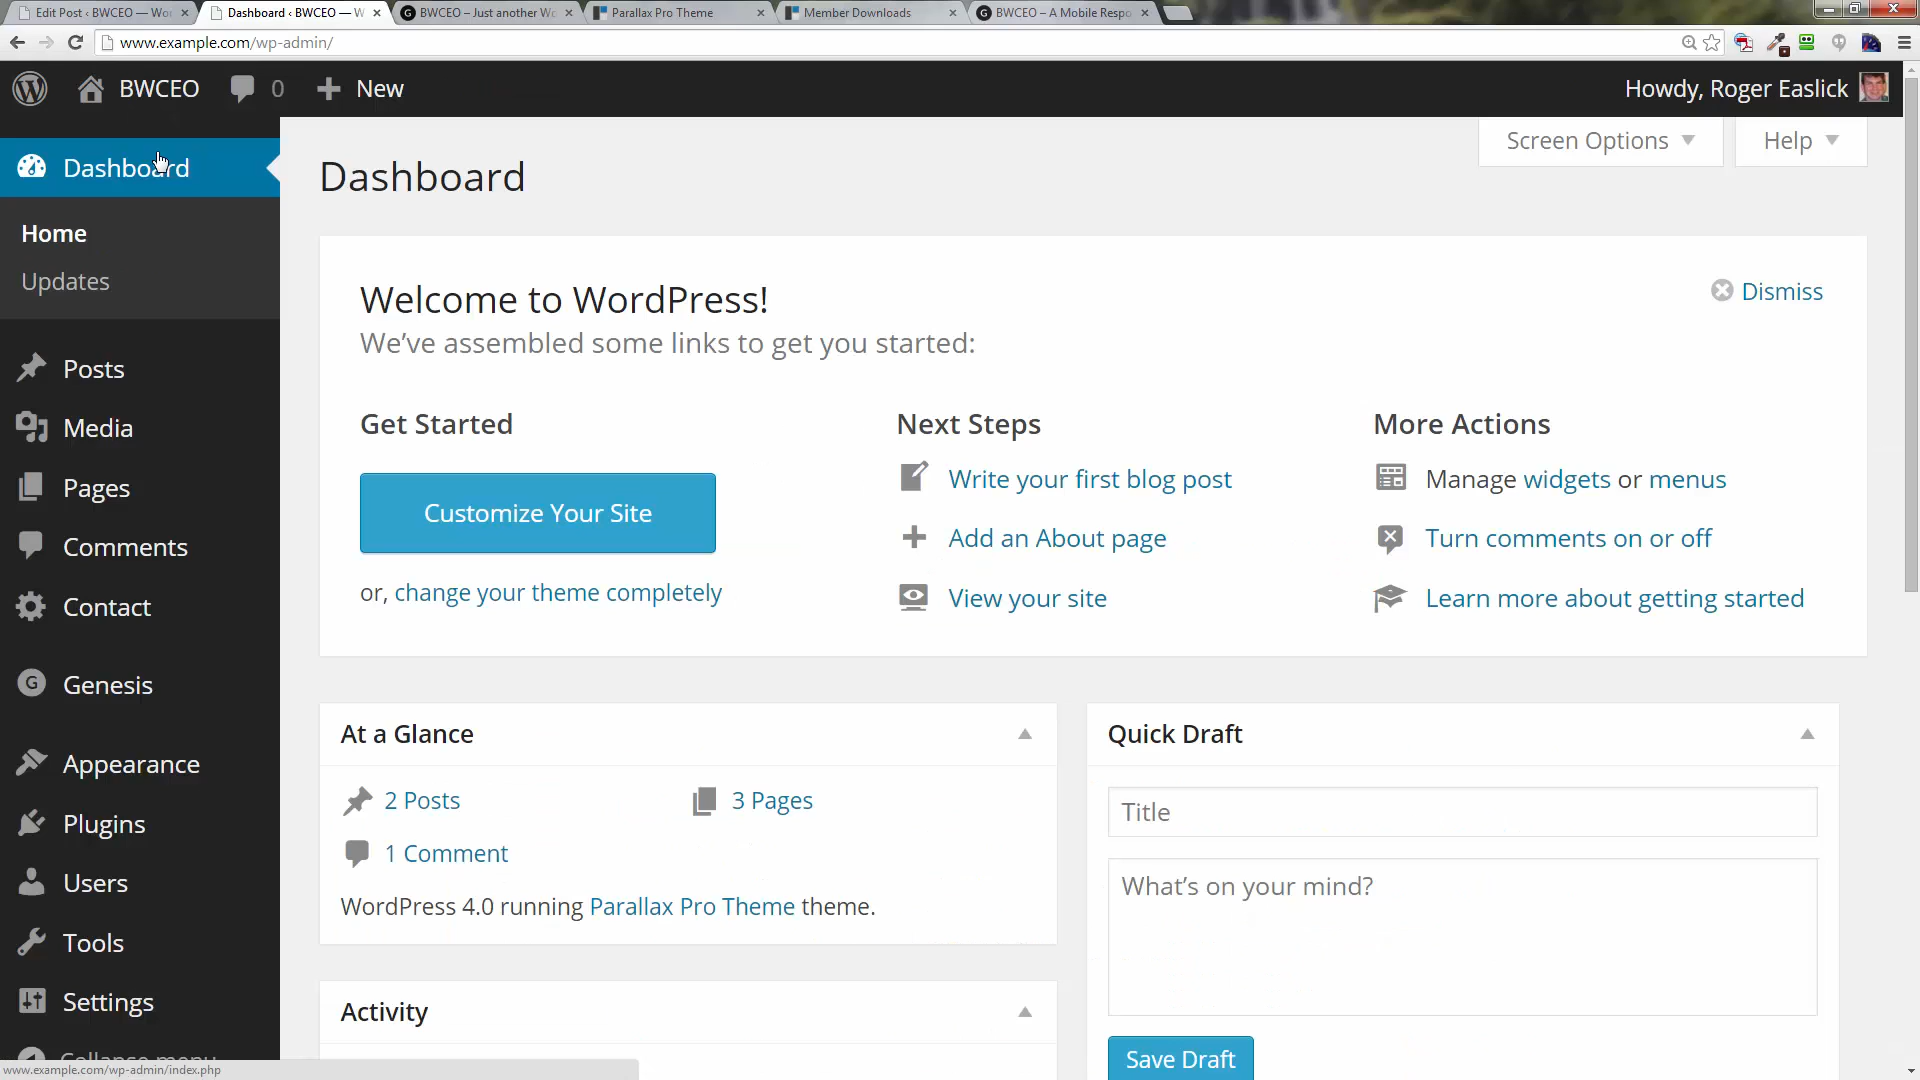 Edit Post ‹ BWCEO — Wor
Dashboard ‹ BWCEO — W
BWCEO – Just another Wo
Parallax Pro Theme
Member Downloads
BWCEO – A Mobile Respo
www.example.com/wp-admin/
BWCEO
0
New
Howdy, Roger Easlick
Screen Options
Help
Dashboard
Home
Updates
Posts
Media
Pages
Comments
Contact
Genesis
Appearance
Plugins
Users
Tools
Settings
Collapse menu
Dashboard
Welcome to WordPress!
Dismiss
We’ve assembled some links to get you started:
Get Started
Customize Your Site
or, change your theme completely
Next Steps
Write your first blog post
Add an About page
View your site
More Actions
Manage widgets or menus
Turn comments on or off
Learn more about getting started
At a Glance
2 Posts
3 Pages
1 Comment
WordPress 4.0 running Parallax Pro Theme theme.
Activity
Quick Draft
Title
What’s on your mind?
Save Draft
www.example.com/wp-admin/index.php